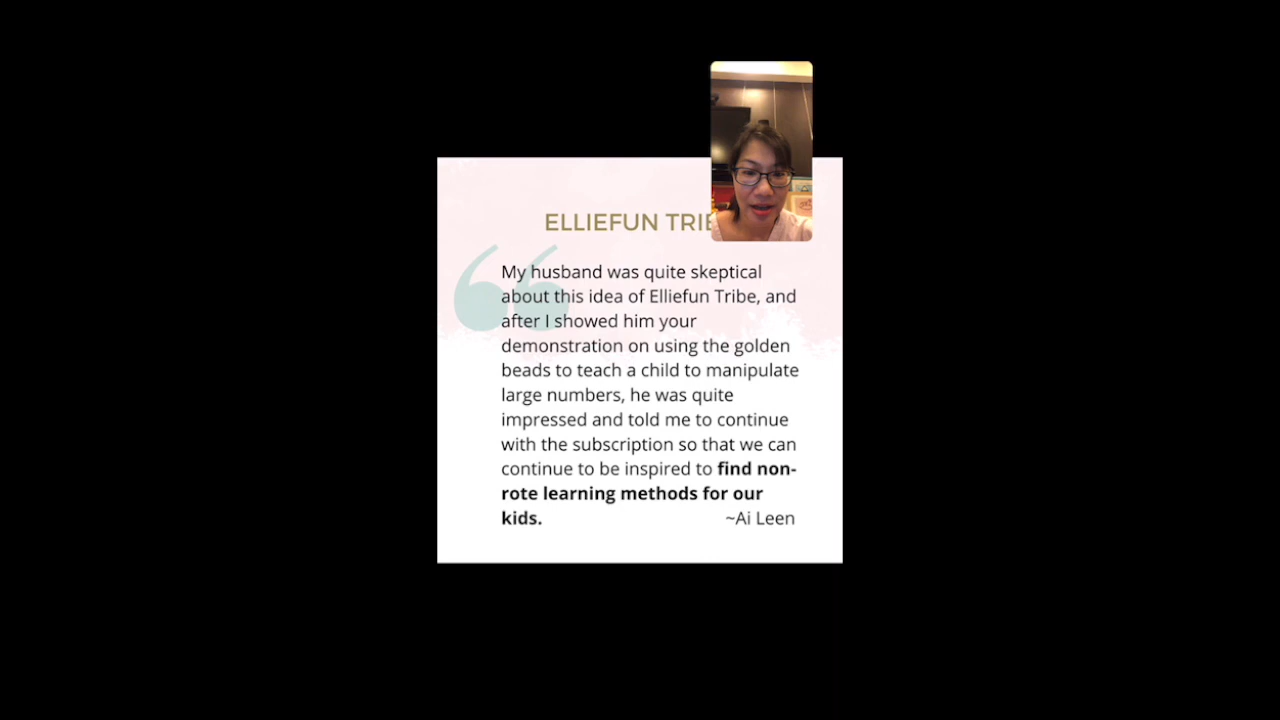 ELLIEFUN
My husband was quite skeptical
about this idea of Elliefun Tribe, and
after I showed him your
demonstration on using the golden
beads to teach a child to manipulate
large numbers, he was quite
impressed and told me to continue
with the subscription so that we can
continue to be inspired to find non-
rote learning methods for our
kids. ~Ai Leen